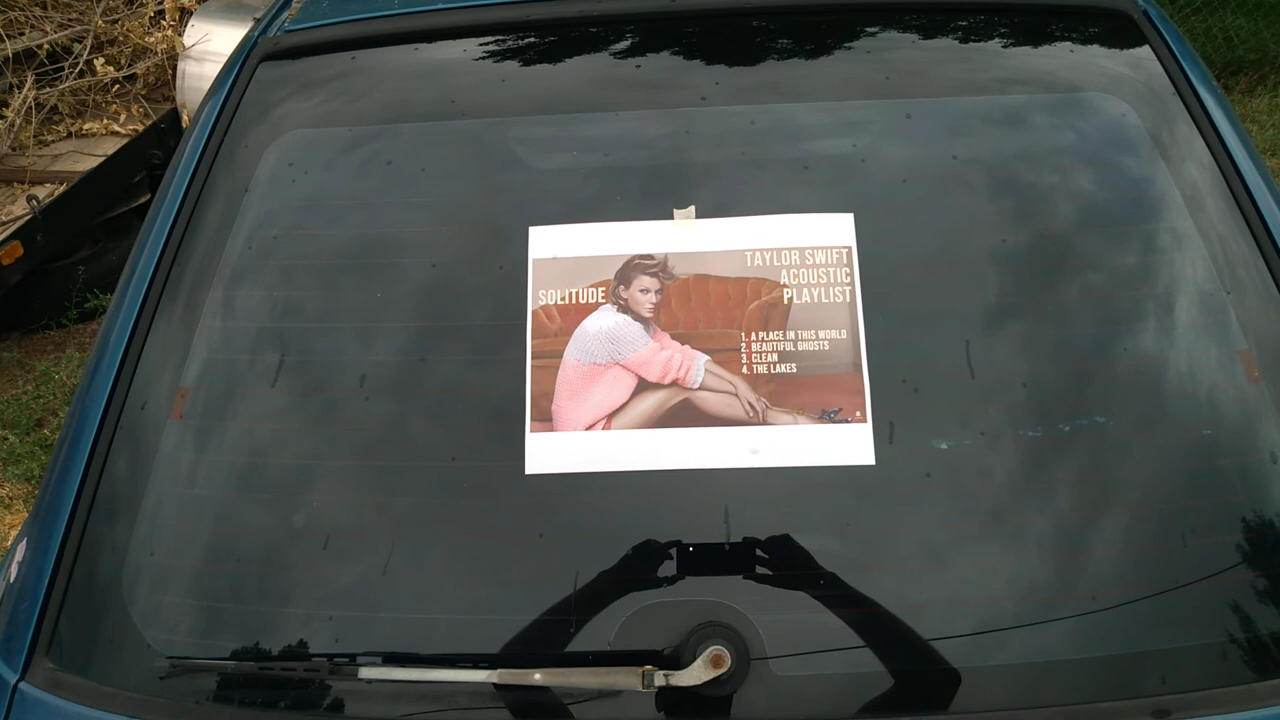 TAYLOR SWIFT
ACOUSTIC
SOLITUDE PLAYLIST
1. A PLACE IN THIS WORLD
2. BEAUTIFUL GHOSTS
3. CLEAN
4. THE LAKES